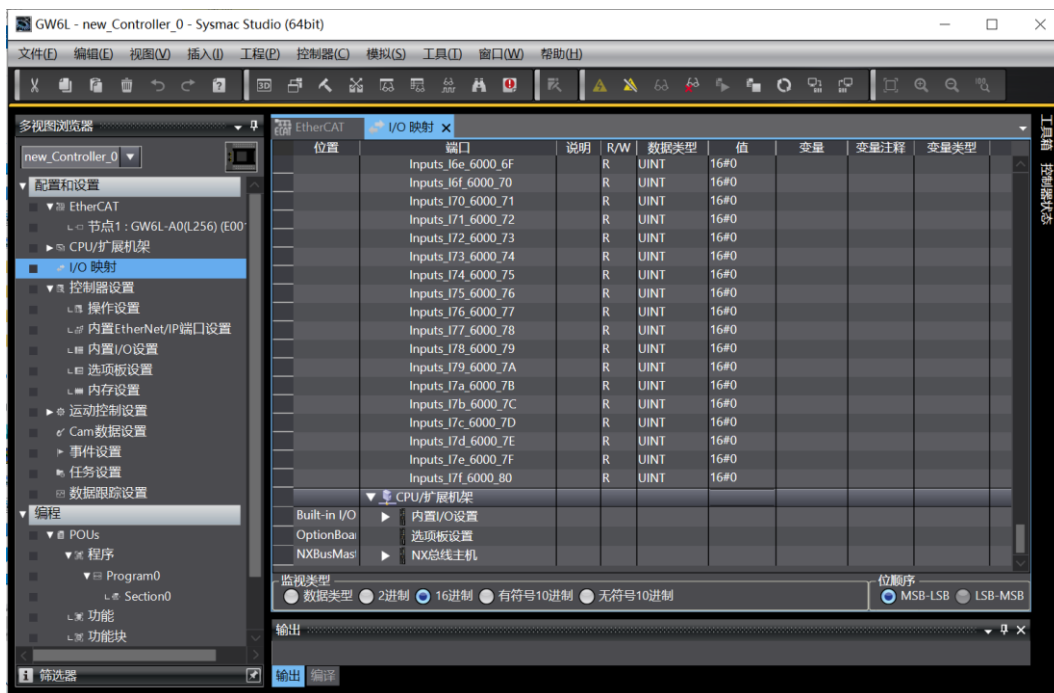 GW6L - new_Controller_0 - Sysmac Studio (64bit)
文件(F) 编辑(E) 视图(V) 插入(I) 工程(P) 控制器(C) 模拟(S) 工具(T) 窗口(W) 帮助(H)
多视图浏览器
new_Controller_0
配置和设置
EtherCAT
节点1 : GW6L-A0(L256) (E00
CPU/扩展机架
I/O 映射
控制器设置
操作设置
内置EtherNet/IP端口设置
内置I/O设置
选项板设置
内存设置
运动控制设置
Cam数据设置
事件设置
任务设置
数据跟踪设置
编程
POUs
程序
Program0
Section0
功能
功能块
筛选器
EtherCAT I/O 映射
位置 端口 说明 R/W 数据类型 值 变量 变量注释 变量类型
Inputs_I6e_6000_6F R UINT 16#0
Inputs_I6f_6000_70 R UINT 16#0
Inputs_I70_6000_71 R UINT 16#0
Inputs_I71_6000_72 R UINT 16#0
Inputs_I72_6000_73 R UINT 16#0
Inputs_I73_6000_74 R UINT 16#0
Inputs_I74_6000_75 R UINT 16#0
Inputs_I75_6000_76 R UINT 16#0
Inputs_I76_6000_77 R UINT 16#0
Inputs_I77_6000_78 R UINT 16#0
Inputs_I78_6000_79 R UINT 16#0
Inputs_I79_6000_7A R UINT 16#0
Inputs_I7a_6000_7B R UINT 16#0
Inputs_I7b_6000_7C R UINT 16#0
Inputs_I7c_6000_7D R UINT 16#0
Inputs_I7d_6000_7E R UINT 16#0
Inputs_I7e_6000_7F R UINT 16#0
Inputs_I7f_6000_80 R UINT 16#0
CPU/扩展机架
Built-in I/O 内置I/O设置
OptionBoa 选项板设置
NXBusMas NX总线主机
监视类型
数据类型 2进制 16进制 有符号10进制 无符号10进制
位顺序
MSB-LSB LSB-MSB
输出
输出 编译
工具箱
控制器状态